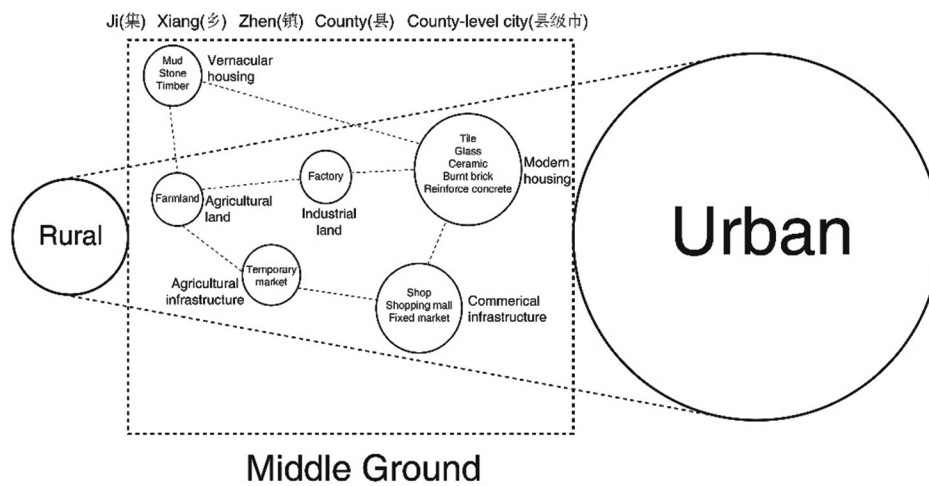 Ji(集) Xiang(乡) Zhen(镇) County(县) County-level city(县级市)
Mud
Stone
Timber
Vernacular
housing
Tile
Glass
Ceramic
Burnt brick
Reinforce concrete
Modern
housing
Factory
Industrial
land
Farmland
Agricultural
land
Rural
Urban
Temporary
market
Agricultural
infrastructure
Shop
Shopping mall
Fixed market
Commerical
infrastructure
Middle Ground